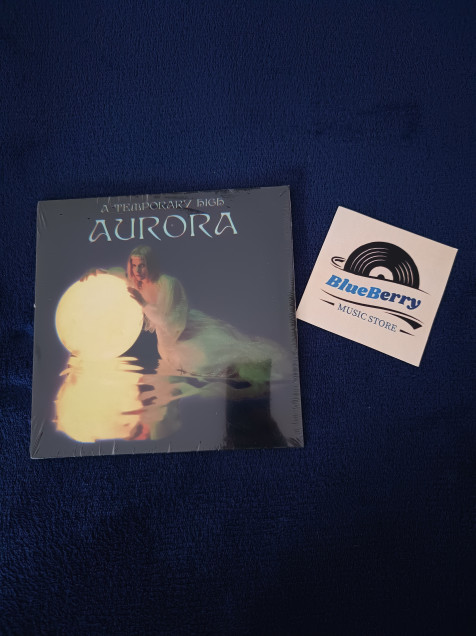 A TEMPORARY HIGH
AURORA
BlueBerry
MUSIC STORE